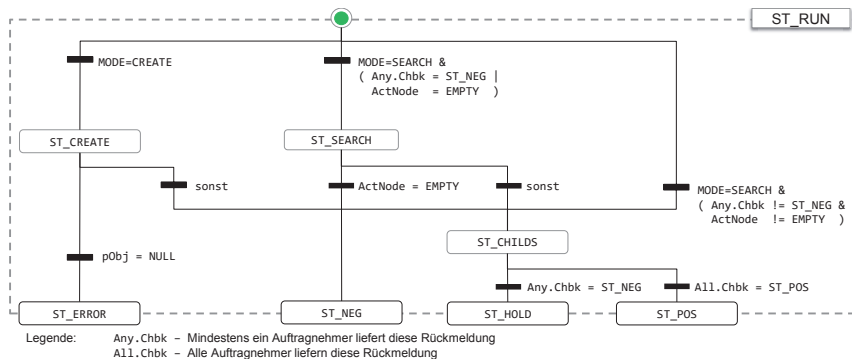 ST_RUN
MODE=CREATE
MODE=SEARCH &
( Any.Chbk = ST_NEG |
ActNode = EMPTY )
ST_CREATE
ST_SEARCH
sonst
ActNode = EMPTY
sonst
MODE=SEARCH &
( Any.Chbk != ST_NEG &
ActNode != EMPTY )
ST_CHILDS
pObj = NULL
Any.Chbk = ST_NEG
All.Chbk = ST_POS
ST_ERROR
ST_NEG
ST_HOLD
ST_POS
Legende: Any.Chbk – Mindestens ein Auftragnehmer liefert diese Rückmeldung
All.Chbk – Alle Auftragnehmer liefern diese Rückmeldung